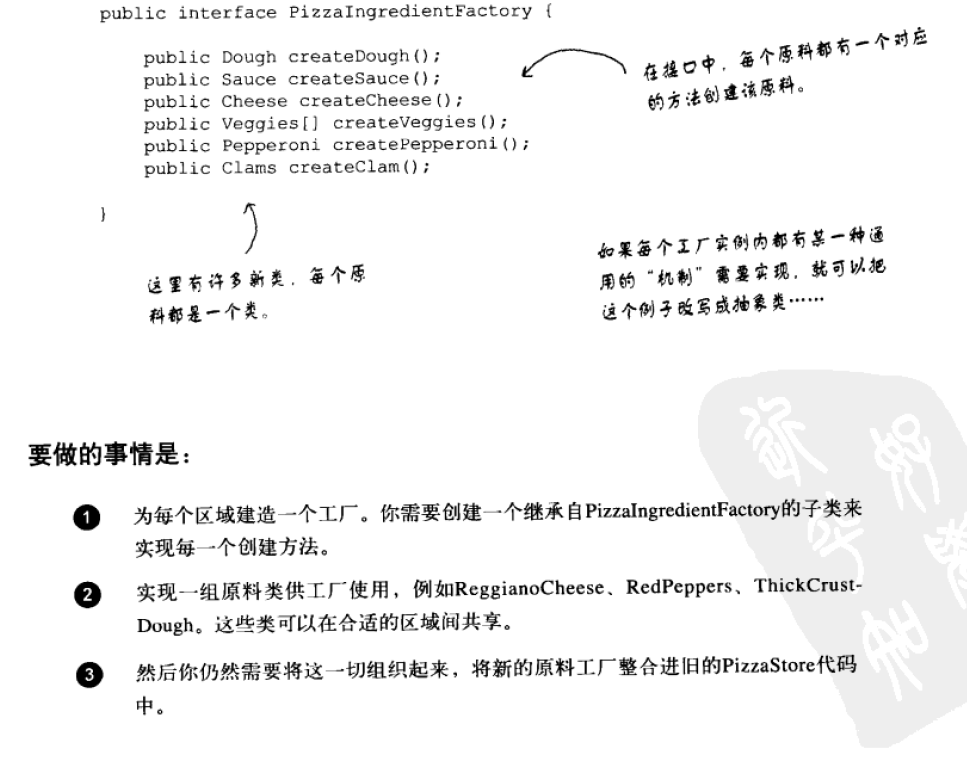 public interface PizzaIngredientFactory {
public Dough createDough();
public Sauce createSauce();
public Cheese createCheese();
public Veggies[] createVeggies();
public Pepperoni createPepperoni();
public Clams createClam();
}
在接口中，每个原料都有一个对应
的方法创建该原料。
这里有许多新类，每个原
料都是一个类。
如果每个工厂实例内都有某一种通
用的“机制”需要实现，就可以把
这个例子改写成抽象类……
要做的事情是：
1 为每个区域建造一个工厂。你需要创建一个继承自PizzaIngredientFactory的子类来
实现每一个创建方法。
2 实现一组原料类供工厂使用，例如ReggianoCheese、RedPeppers、ThickCrust-
Dough。这些类可以在合适的区域间共享。
3 然后你仍然需要将这一切组织起来，将新的原料工厂整合进旧的PizzaStore代码
中。